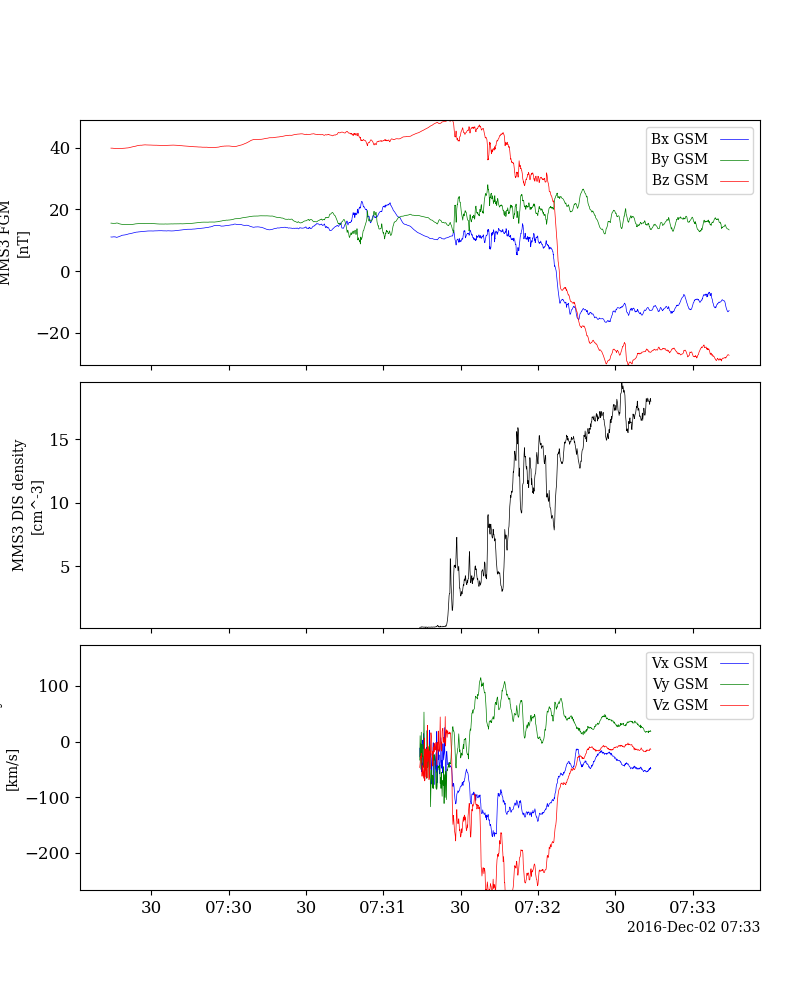 40
20
0
−20
MMS3 FGM
[nT]
Bx GSM
By GSM
Bz GSM
15
10
5
MMS3 DIS density
[cm^-3]
100
0
−100
−200
[km/s]
Vx GSM
Vy GSM
Vz GSM
30 07:30 30 07:31 30 07:32 30 07:33
2016-Dec-02 07:33